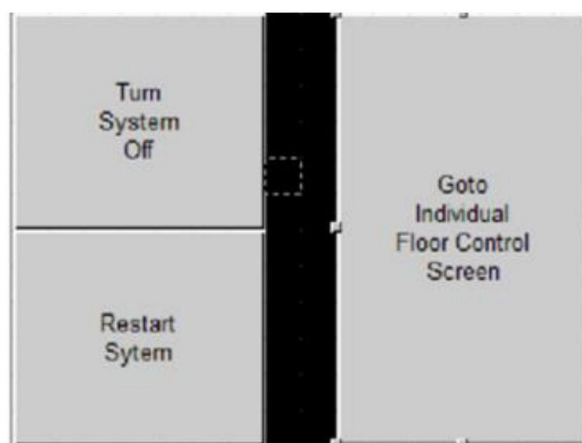 Turn
System
Off
Restart
Sytem
Goto
Individual
Floor Control
Screen